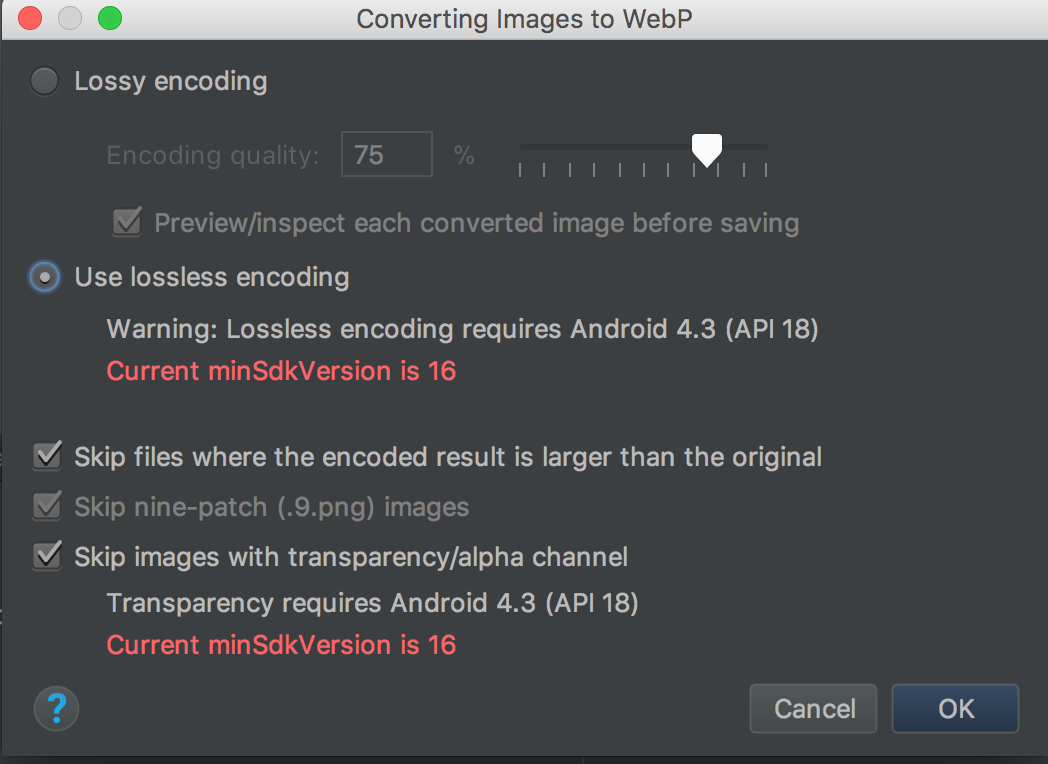 Converting Images to WebP
Lossy encoding
Encoding quality: 75 %
Preview/inspect each converted image before saving
Use lossless encoding
Warning: Lossless encoding requires Android 4.3 (API 18)
Current minSdkVersion is 16
Skip files where the encoded result is larger than the original
Skip nine-patch (.9.png) images
Skip images with transparency/alpha channel
Transparency requires Android 4.3 (API 18)
Current minSdkVersion is 16
? Cancel OK